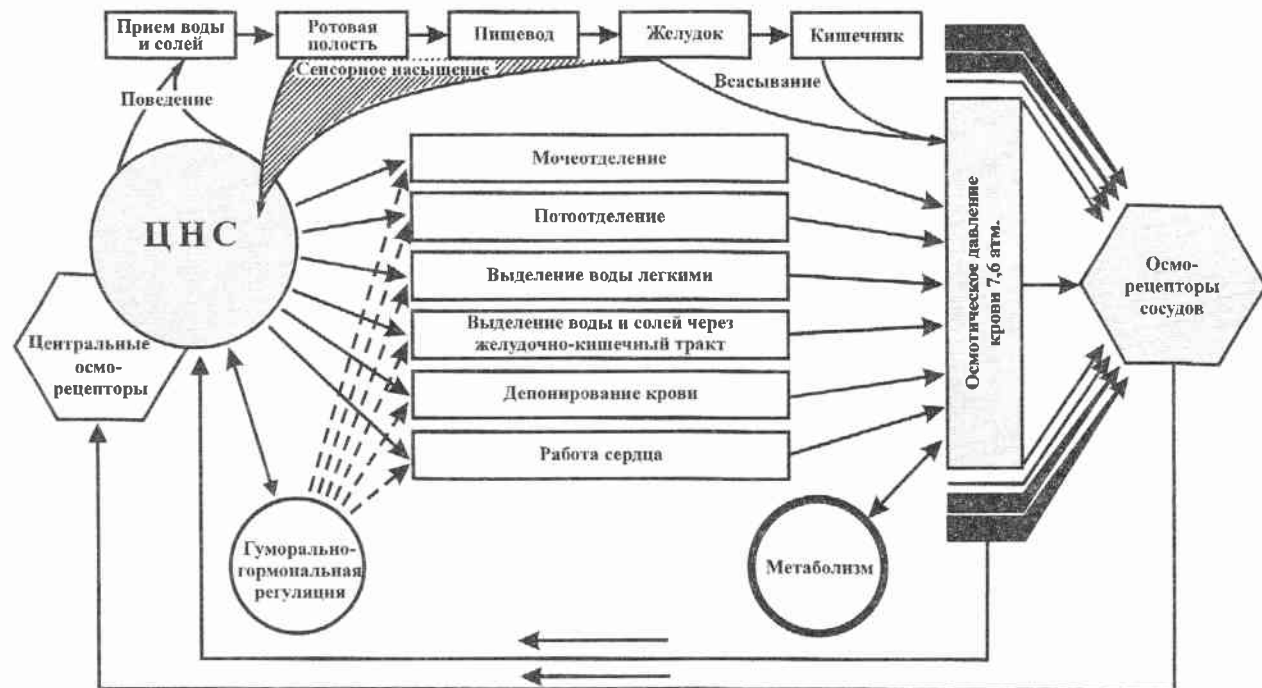 Прием воды
и солей
Ротовая
полость
Пищевод
Желудок
Кишечник
Сенсорное насыщение
Всасывание
Поведение
ЦНС
Мочеотделение
Потоотделение
Выделение воды легкими
Выделение воды и солей через
желудочно-кишечный тракт
Депонирование крови
Работа сердца
Осмотическое давление
крови 7,6 атм.
Осмо-
рецепторы
сосудов
Центральные
осмо-
рецепторы
Гуморально-
гормональная
регуляция
Метаболизм